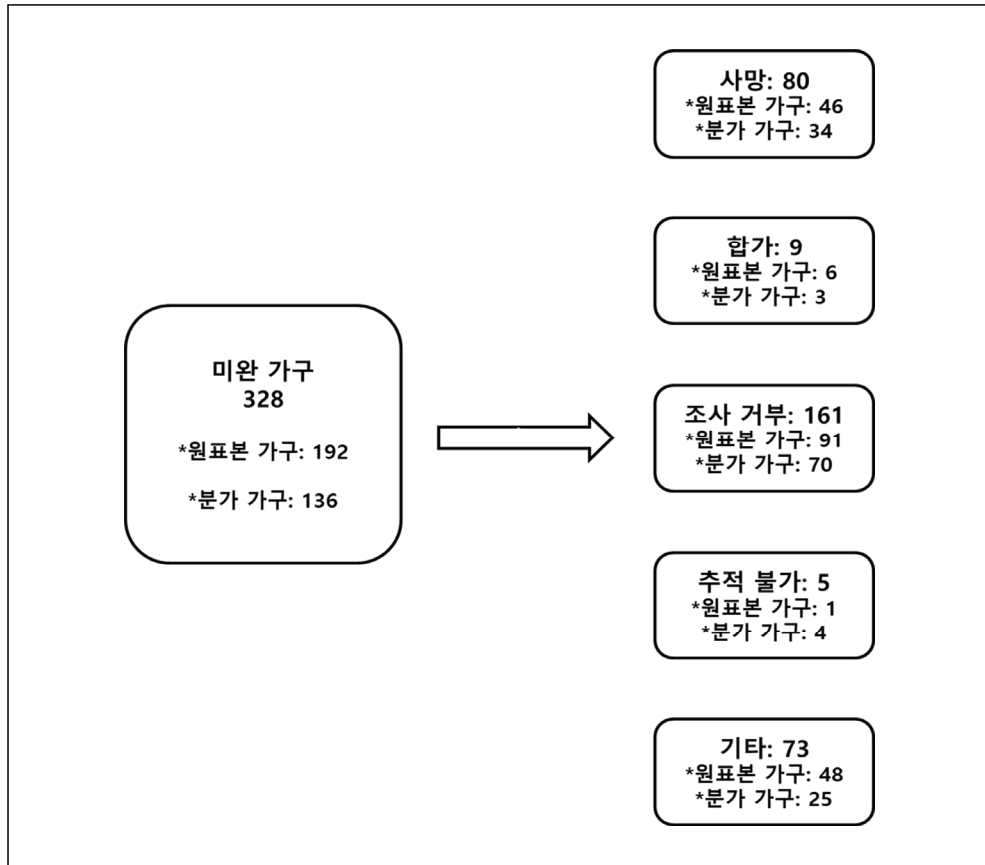 미완 가구
328
*원표본 가구: 192
*분가 가구: 136
사망: 80
*원표본 가구: 46
*분가 가구: 34
합가: 9
*원표본 가구: 6
*분가 가구: 3
조사 거부: 161
*원표본 가구: 91
*분가 가구: 70
추적 불가: 5
*원표본 가구: 1
*분가 가구: 4
기타: 73
*원표본 가구: 48
*분가 가구: 25